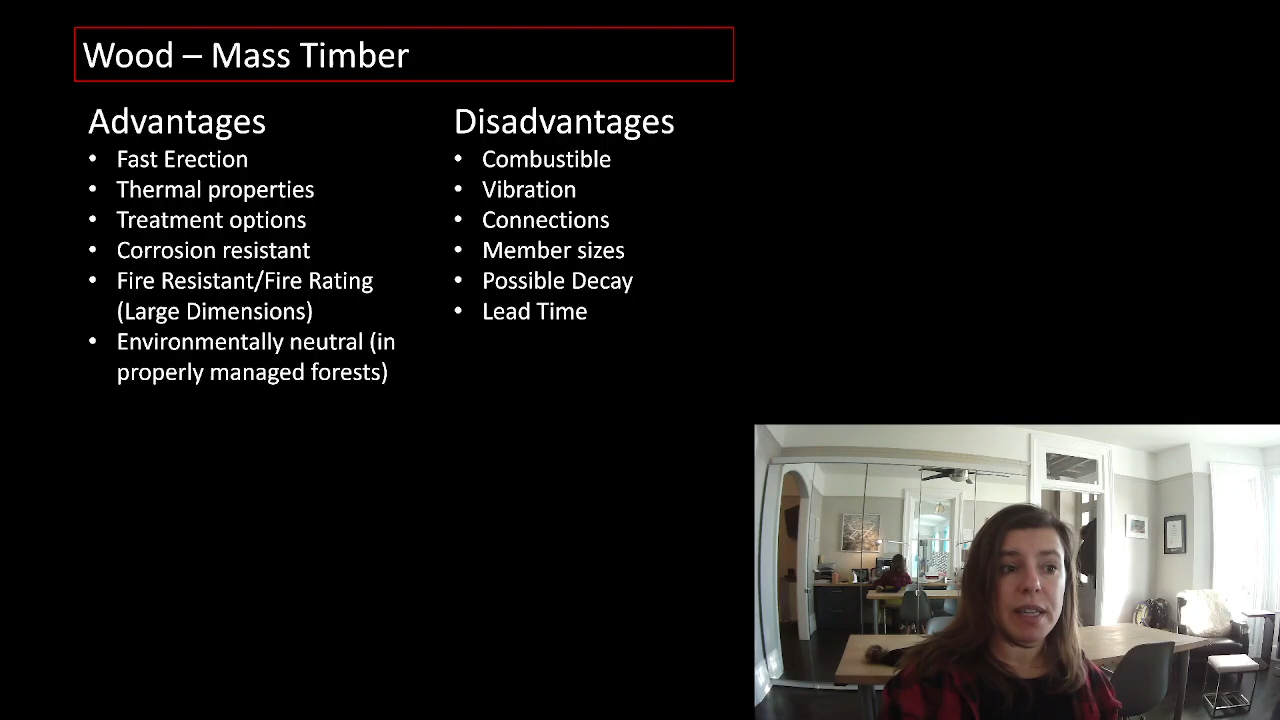 Wood – Mass Timber
Advantages
• Fast Erection
• Thermal properties
• Treatment options
• Corrosion resistant
• Fire Resistant/Fire Rating
(Large Dimensions)
• Environmentally neutral (in
properly managed forests)
Disadvantages
• Combustible
• Vibration
• Connections
• Member sizes
• Possible Decay
• Lead Time